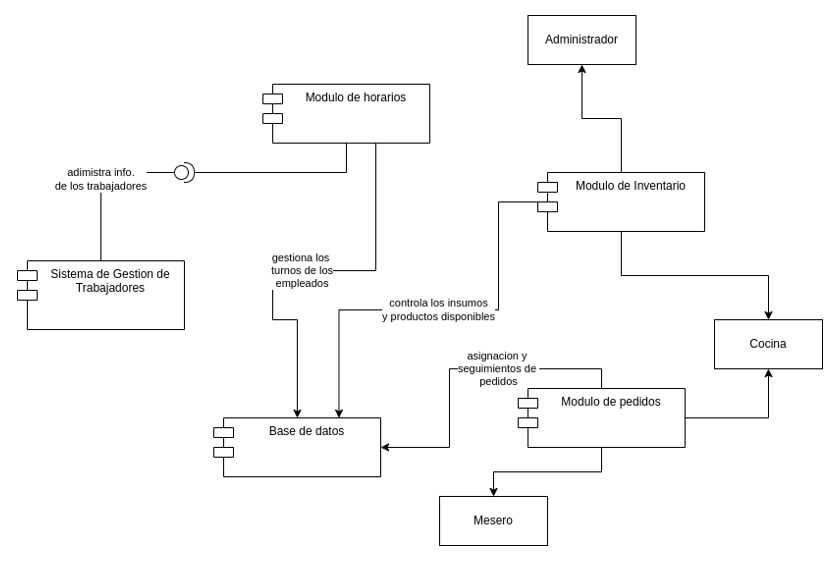 Administrador
Modulo de horarios
adimistra info.
de los trabajadores
Modulo de Inventario
Sistema de Gestion de
Trabajadores
gestiona los
turnos de los
empleados
controla los insumos
y productos disponibles
Cocina
asignacion y
seguimientos de
pedidos
Modulo de pedidos
Base de datos
Mesero